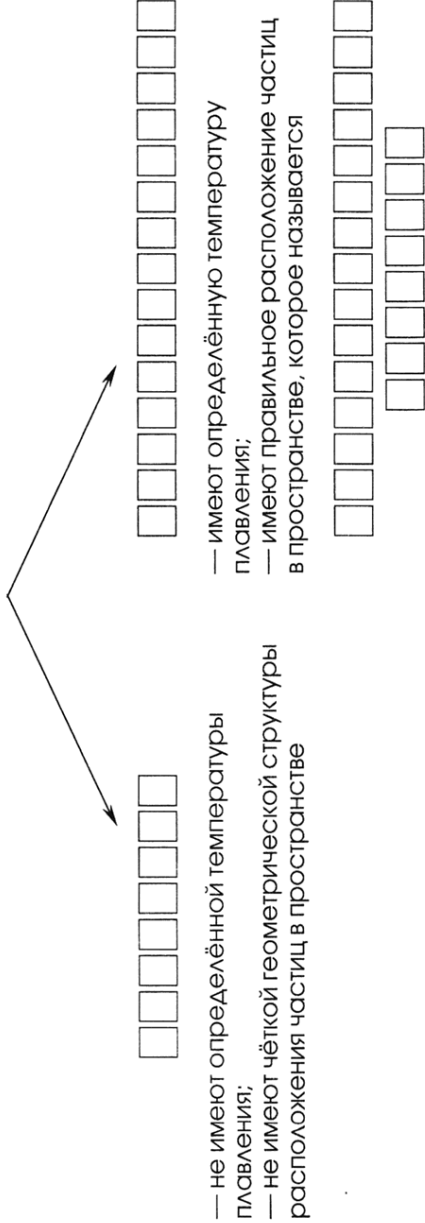 — не имеют определённой температуры
плавления;
— не имеют чёткой геометрической структуры
расположения частиц в пространстве
— имеют определённую температуру
плавления;
— имеют правильное расположение частиц
в пространстве, которое называется